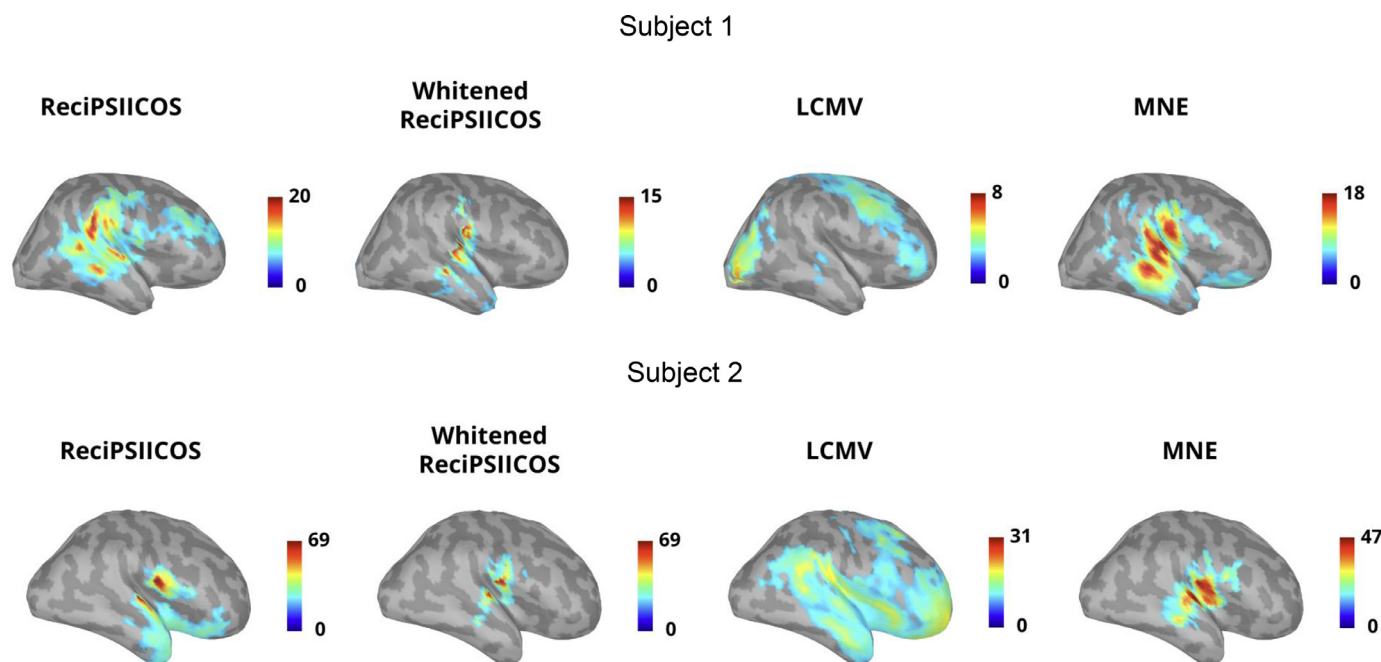 Subject 1
ReciPSIICOS
Whitened
ReciPSIICOS
LCMV
MNE
20
0
15
0
8
0
18
0
Subject 2
ReciPSIICOS
Whitened
ReciPSIICOS
LCMV
MNE
69
0
69
0
31
0
47
0